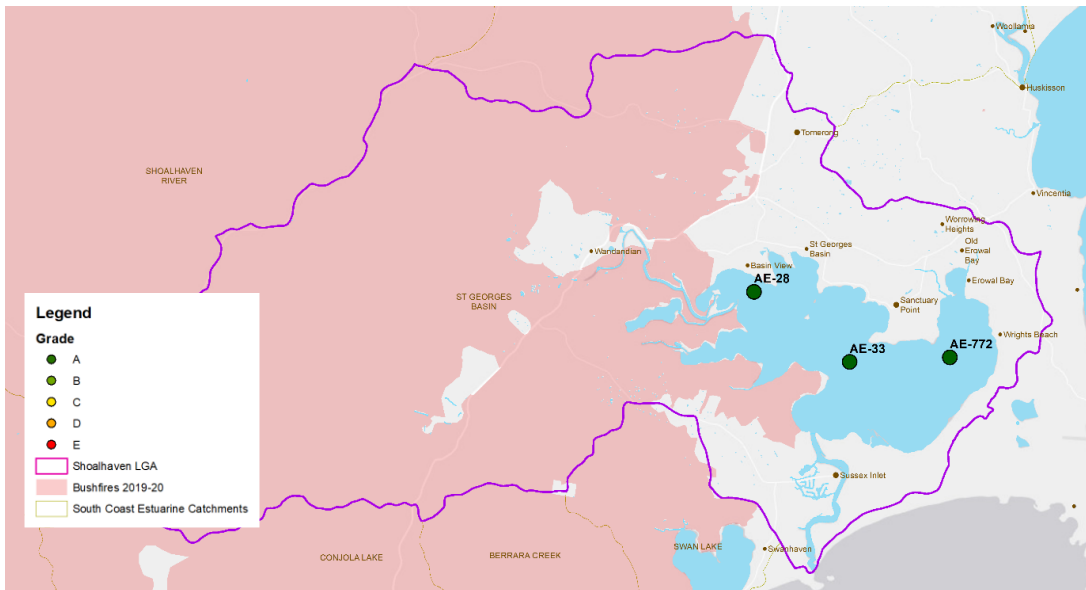 Woollamia
Huskisson
Tomerong
SHOALHAVEN
RIVER
Vincentia
Worrowing
Heights
Old
Erowal
Bay
St Georges
Basin
Wandandian
Basin View
AE-28
Erowal Bay
ST GEORGES
BASIN
Sanctuary
Point
AE-33
AE-772
Wrights Beach
Legend
Grade
A
B
C
D
E
Shoalhaven LGA
Bushfires 2019-20
South Coast Estuarine Catchments
Sussex Inlet
CONJOLA LAKE
BERRARA CREEK
SWAN LAKE
Swanhaven